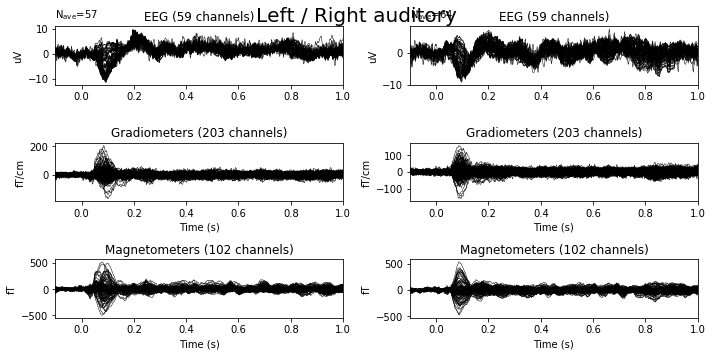 Left / Right auditory
Nave=57
EEG (59 channels)
10
0
−10
uV
0.0 0.2 0.4 0.6 0.8 1.0
Nave=64
EEG (59 channels)
0
−10
uV
0.0 0.2 0.4 0.6 0.8 1.0
Gradiometers (203 channels)
200
0
fT/cm
0.0 0.2 0.4 0.6 0.8 1.0
Time (s)
Gradiometers (203 channels)
100
0
−100
fT/cm
0.0 0.2 0.4 0.6 0.8 1.0
Time (s)
Magnetometers (102 channels)
500
0
−500
fT
0.0 0.2 0.4 0.6 0.8 1.0
Time (s)
Magnetometers (102 channels)
500
0
−500
fT
0.0 0.2 0.4 0.6 0.8 1.0
Time (s)